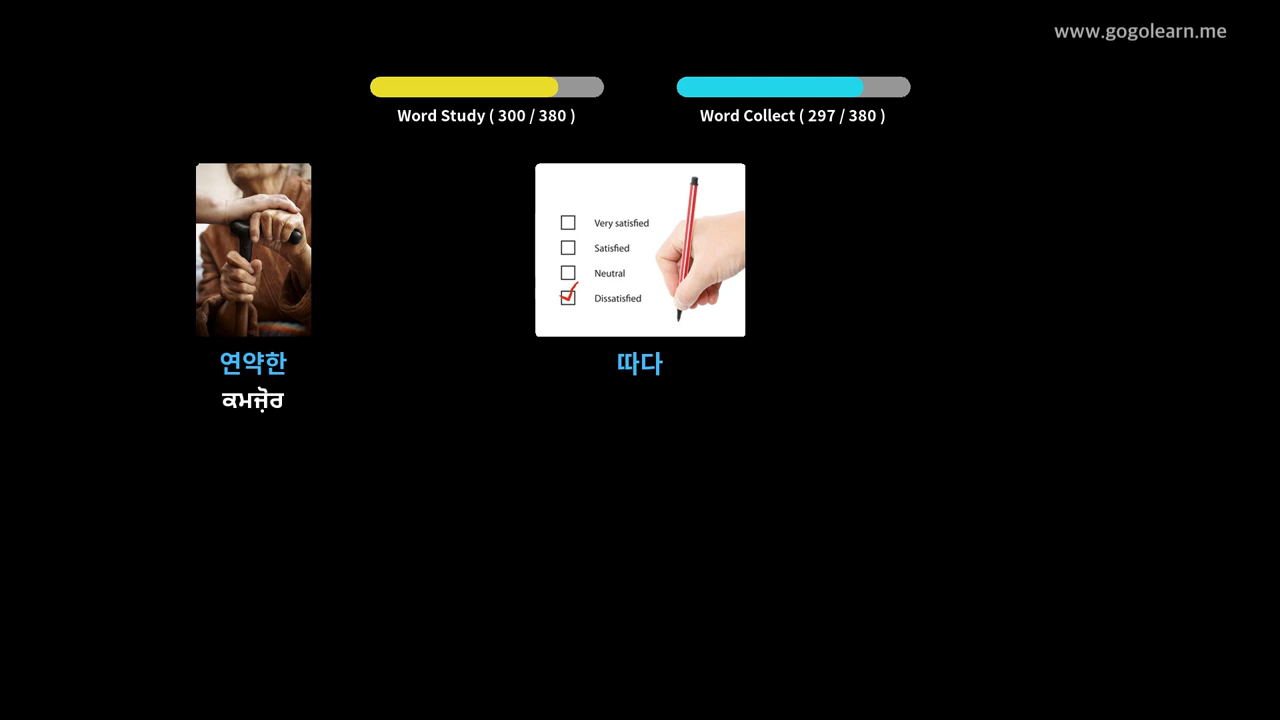 www.gogolearn.me
Word Study ( 300 / 380 )
Word Collect ( 297 / 380 )
Very satisfied
Satisfied
Neutral
Dissatisfied
연약한
따다
ਕਮਜ਼ੋਰ